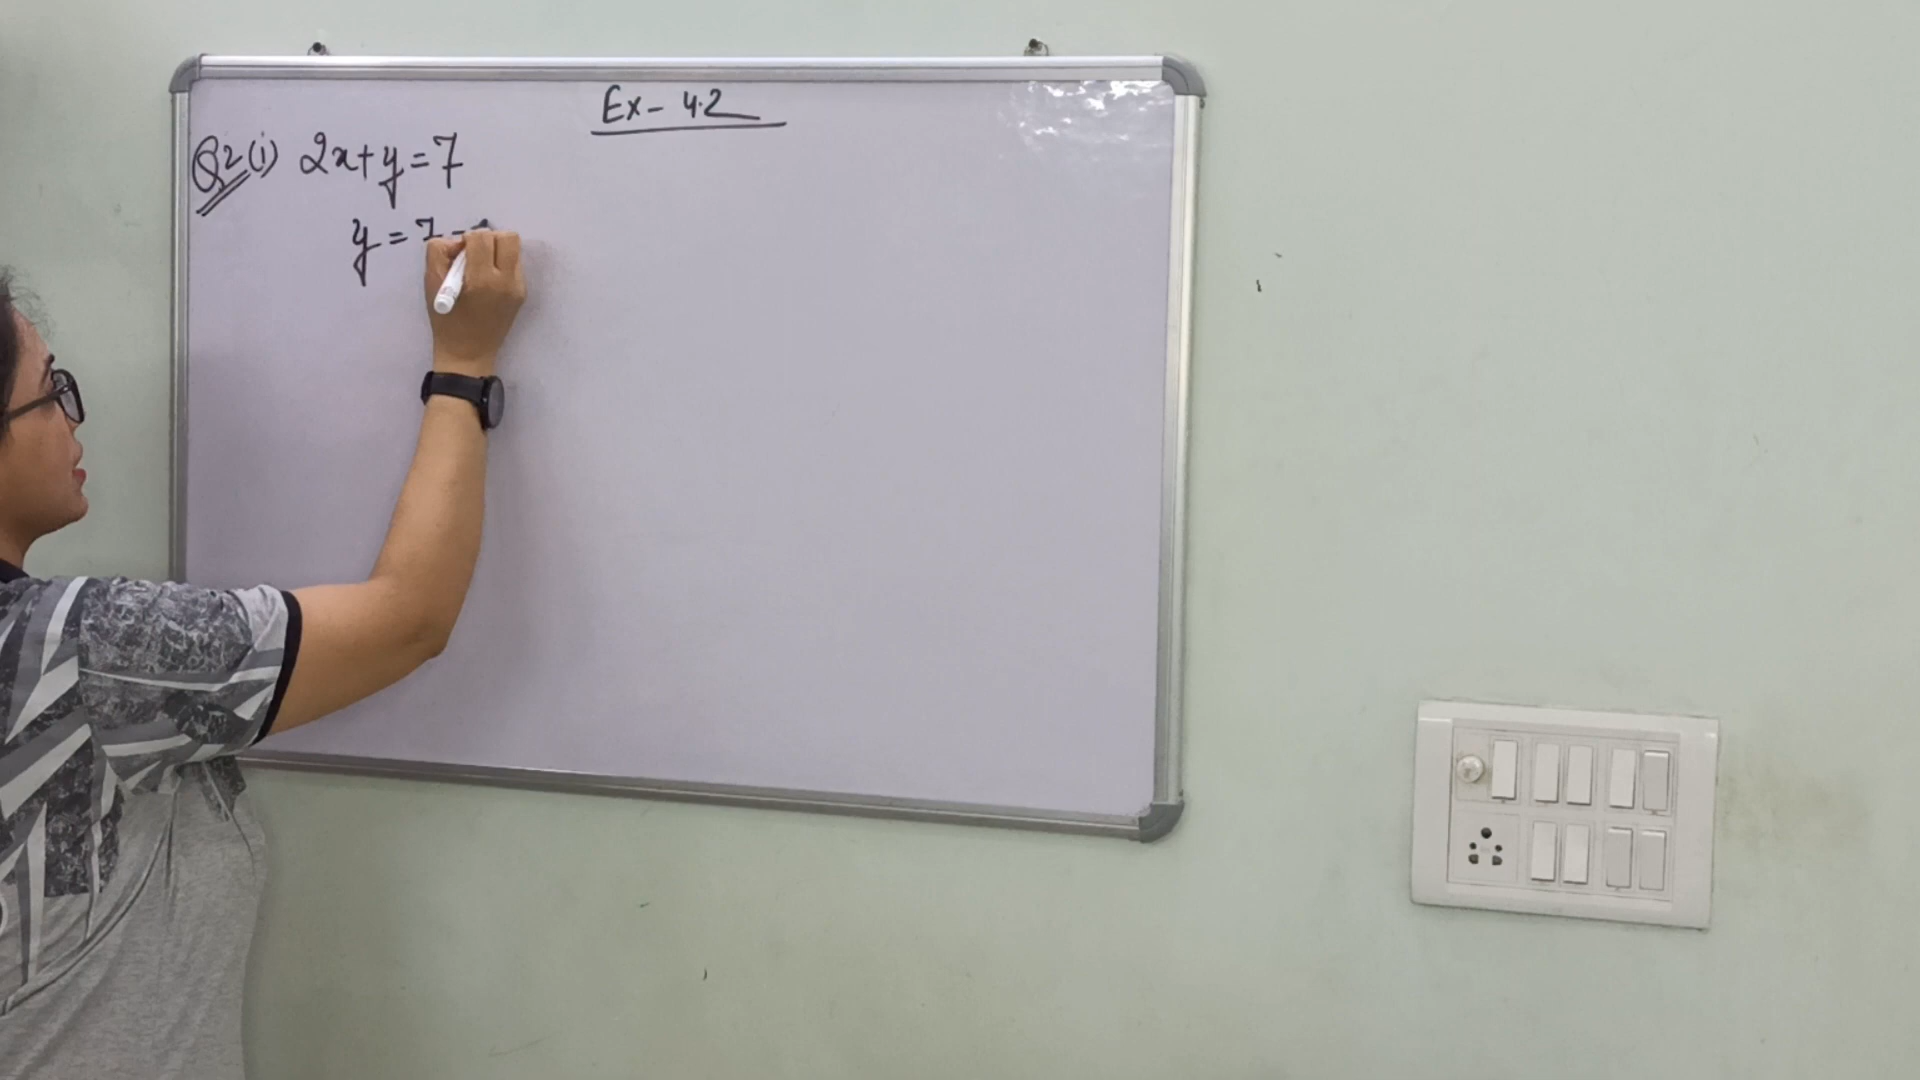 Ex- 4.2
Q2 (i) 2x+y=7
y = 7 -